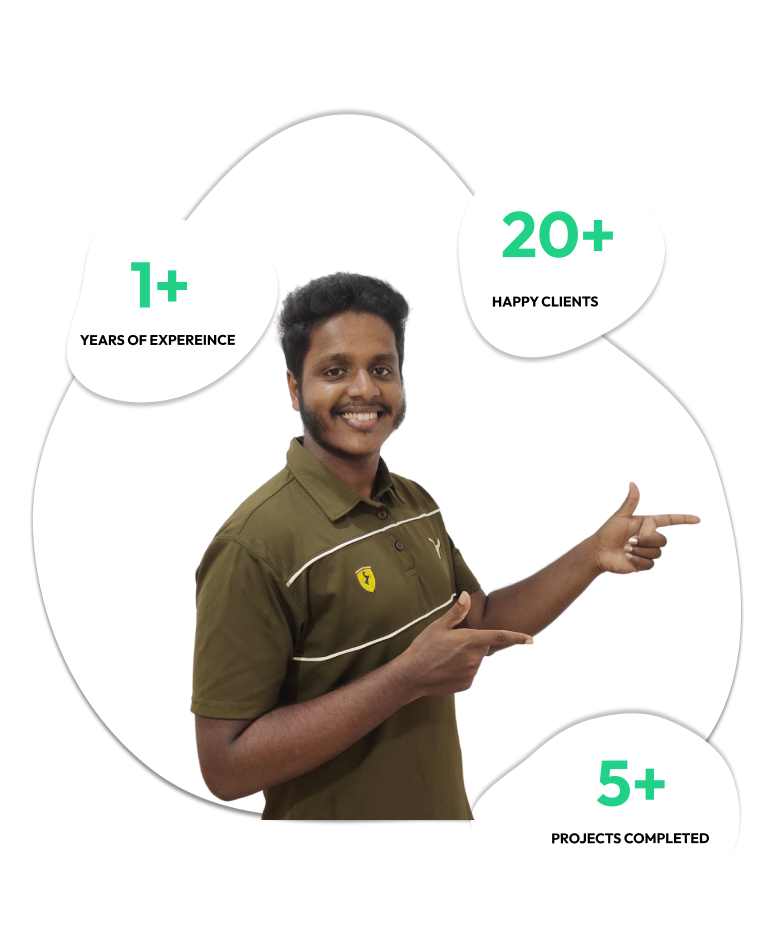 20+
HAPPY CLIENTS
1+
YEARS OF EXPEREINCE
5+
PROJECTS COMPLETED